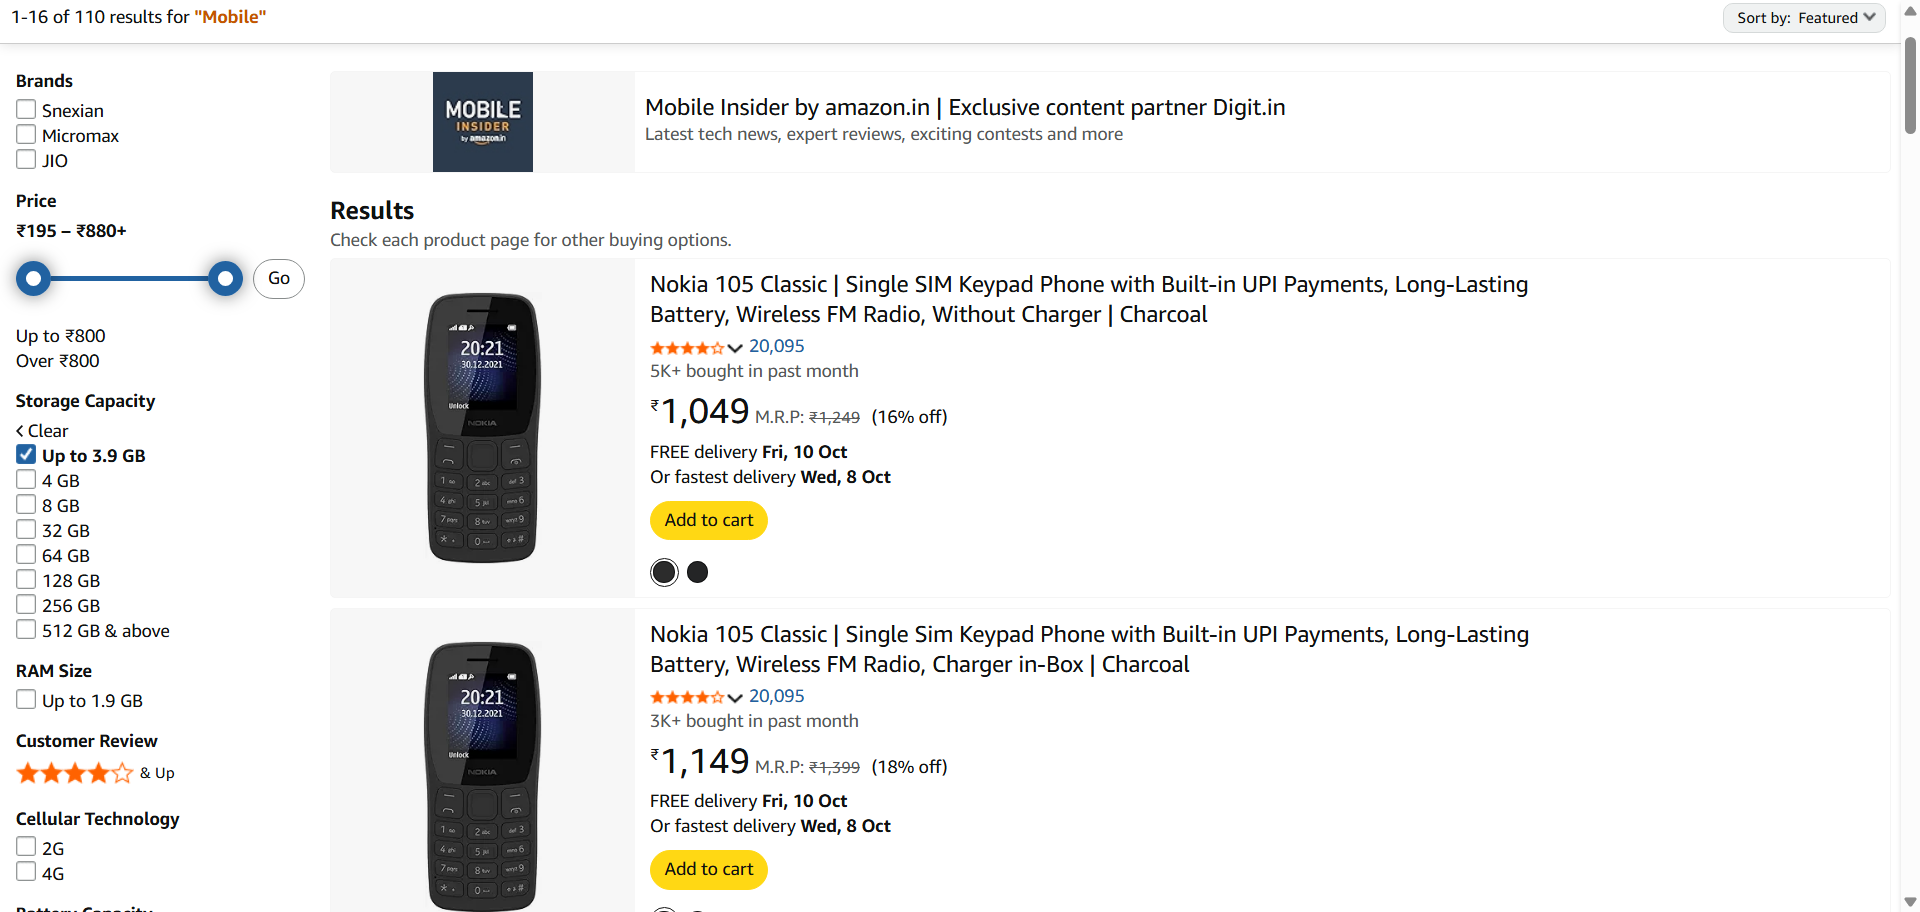 1-16 of 110 results for "Mobile"
Sort by: Featured
Brands
Snexian
Micromax
JIO
Price
₹195 – ₹880+
Go
Up to ₹800
Over ₹800
Storage Capacity
Clear
Up to 3.9 GB
4 GB
8 GB
32 GB
64 GB
128 GB
256 GB
512 GB & above
RAM Size
Up to 1.9 GB
Customer Review
& Up
Cellular Technology
2G
4G
Battery Capacity
MOBILE
INSIDER
by amazon.in
Mobile Insider by amazon.in | Exclusive content partner Digit.in
Latest tech news, expert reviews, exciting contests and more
Results
Check each product page for other buying options.
20:21
30.12.2021
Unlock
NOKIA
Nokia 105 Classic | Single SIM Keypad Phone with Built-in UPI Payments, Long-Lasting
Battery, Wireless FM Radio, Without Charger | Charcoal
20,095
5K+ bought in past month
₹1,049 M.R.P: ₹1,249 (16% off)
FREE delivery Fri, 10 Oct
Or fastest delivery Wed, 8 Oct
Add to cart
20:21
30.12.2021
Unlock
NOKIA
Nokia 105 Classic | Single Sim Keypad Phone with Built-in UPI Payments, Long-Lasting
Battery, Wireless FM Radio, Charger in-Box | Charcoal
20,095
3K+ bought in past month
₹1,149 M.R.P: ₹1,399 (18% off)
FREE delivery Fri, 10 Oct
Or fastest delivery Wed, 8 Oct
Add to cart